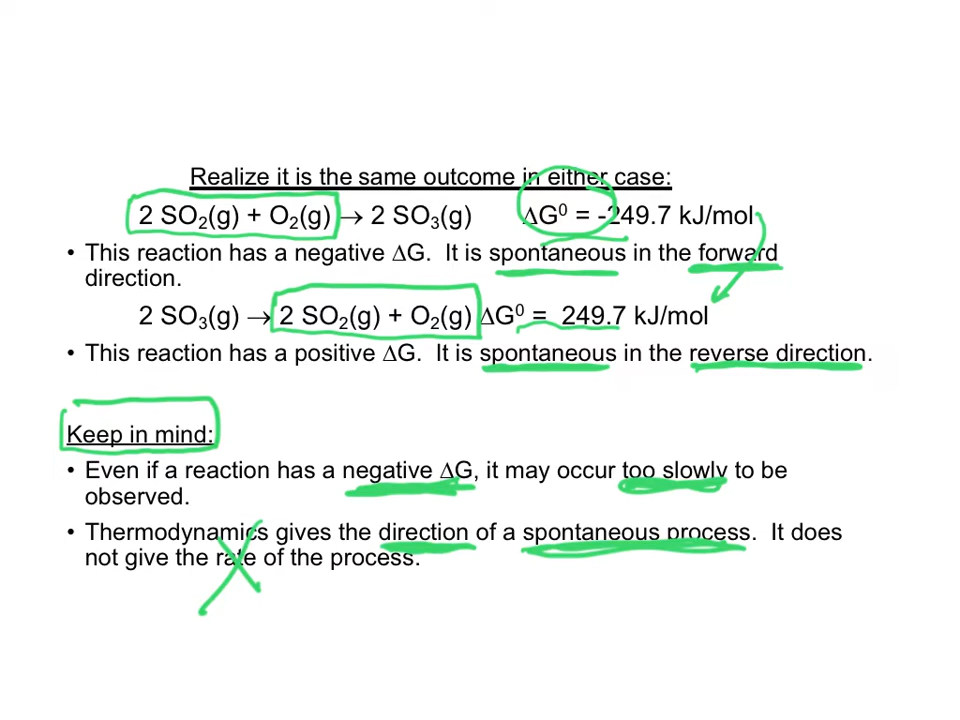 Realize it is the same outcome in either case:
2 SO₂(g) + O₂(g) → 2 SO₃(g) ΔG⁰ = -249.7 kJ/mol
• This reaction has a negative ΔG. It is spontaneous in the forward
direction.
2 SO₃(g) → 2 SO₂(g) + O₂(g) ΔG⁰ = 249.7 kJ/mol
• This reaction has a positive ΔG. It is spontaneous in the reverse direction.
Keep in mind:
• Even if a reaction has a negative ΔG, it may occur too slowly to be
observed.
• Thermodynamics gives the direction of a spontaneous process. It does
not give the rate of the process.